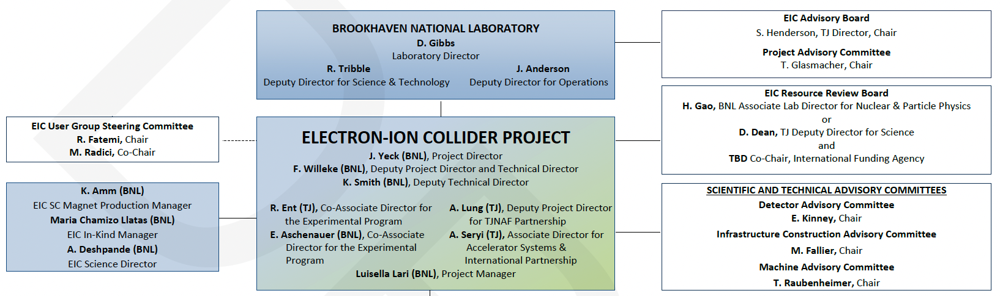 BROOKHAVEN NATIONAL LABORATORY
D. Gibbs
Laboratory Director
R. Tribble
Deputy Director for Science & Technology
J. Anderson
Deputy Director for Operations
EIC Advisory Board
S. Henderson, TJ Director, Chair
Project Advisory Committee
T. Glasmacher, Chair
EIC Resource Review Board
H. Gao, BNL Associate Lab Director for Nuclear & Particle Physics
or
D. Dean, TJ Deputy Director for Science
and
TBD Co-Chair, International Funding Agency
EIC User Group Steering Committee
R. Fatemi, Chair
M. Radici, Co-Chair
ELECTRON-ION COLLIDER PROJECT
J. Yeck (BNL), Project Director
F. Willeke (BNL), Deputy Project Director and Technical Director
K. Smith (BNL), Deputy Technical Director
R. Ent (TJ), Co-Associate Director for
the Experimental Program
E. Aschenauer (BNL), Co-Associate
Director for the Experimental
Program
A. Lung (TJ), Deputy Project Director
for TJNAF Partnership
A. Seryi (TJ), Associate Director for
Accelerator Systems &
International Partnership
Luisella Lari (BNL), Project Manager
K. Amm (BNL)
EIC SC Magnet Production Manager
Maria Chamizo Llatas (BNL)
EIC In-Kind Manager
A. Deshpande (BNL)
EIC Science Director
SCIENTIFIC AND TECHNICAL ADVISORY COMMITTEES
Detector Advisory Committee
E. Kinney, Chair
Infrastructure Construction Advisory Committee
M. Fallier, Chair
Machine Advisory Committee
T. Raubenheimer, Chair